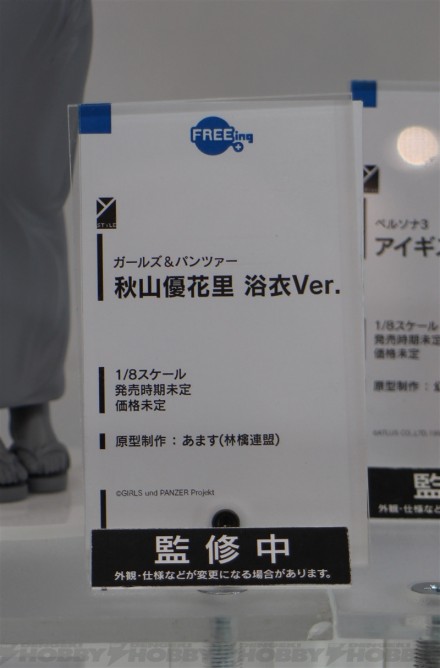 FREEing
STYLE
ガールズ&パンツァー
秋山優花里 浴衣Ver.
1/8スケール
発売時期未定
価格未定
原型制作：あます(林檎連盟)
©GIRLS und PANZER Projekt
監修中
外観・仕様などが変更になる場合があります。
ペルソナ3
アイギス
1/8スケール
発売時期未定
価格未定
原型制作：
監
外観・仕様な
HOBBY HOBBY HOBBY HOBBY